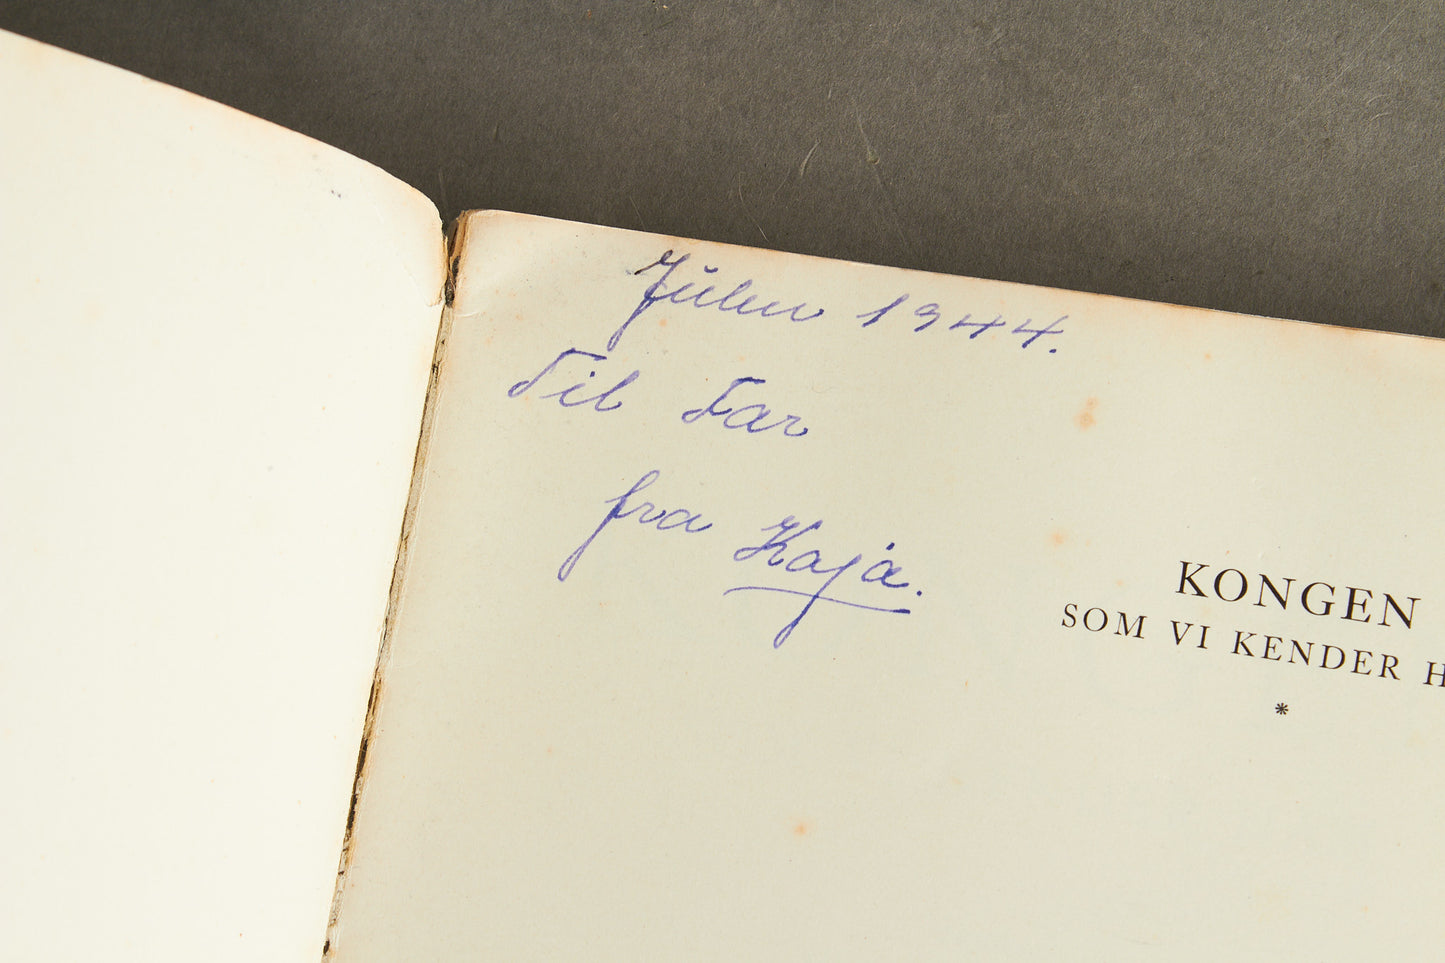 Julen 1944.
Til Far
fra Kaja.
KONGEN
SOM VI KENDER H
*